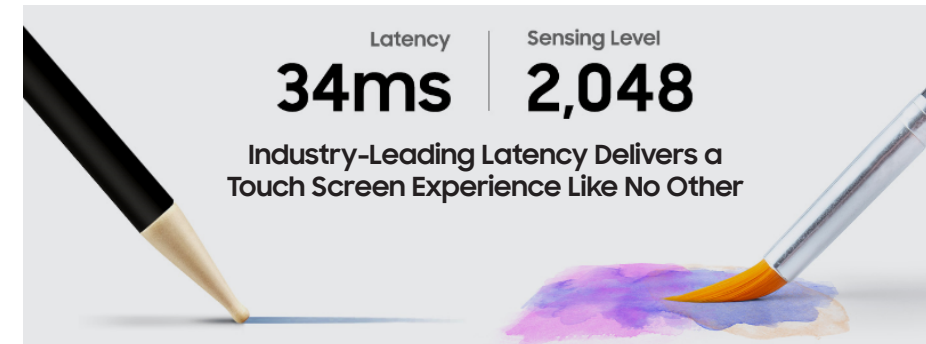 Latency
34ms
Sensing Level
2,048
Industry-Leading Latency Delivers a
Touch Screen Experience Like No Other